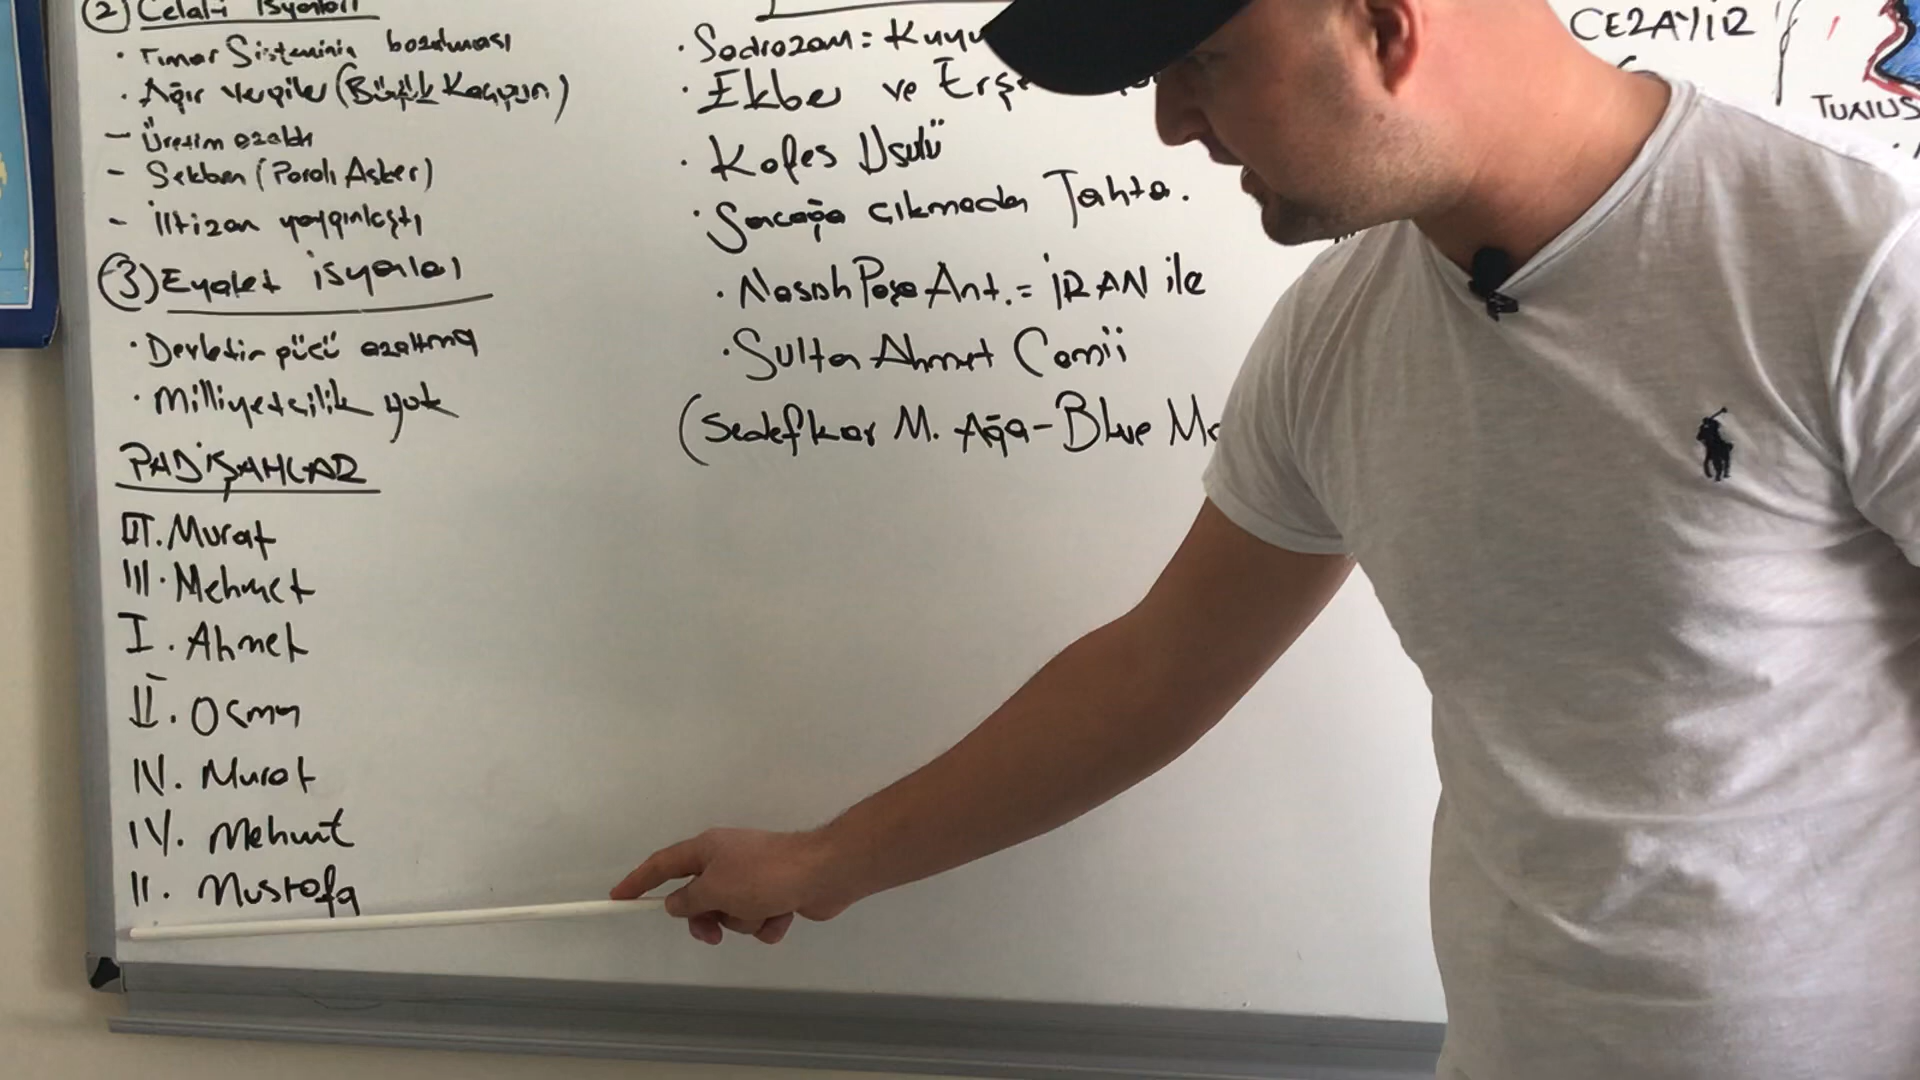 ② Celali isyanları
· Tımar Sisteminin bozulması
· Ağır vergiler (Büyük Kaçgun)
- Üretim azaldı
- Sekban (Paralı Asker)
- İltizam yaygınlaştı
③ Eyalet isyanları
· Devletin gücü azaltma
· Milliyetçilik yok
PADİŞAHLAR
III. Murat
III. Mehmet
I. Ahmet
II. Osman
IV. Murat
IV. Mehmet
II. Mustafa
· Sadrazam = Kuyu
· Ekber ve Erş
· Kafes Usulü
· Sancağa çıkmadan Tahta.
· Nasuh Paşa Ant. = İRAN ile
· Sultan Ahmet Camii
(Sedefkar M. Ağa - Blue Mo
CEZAYİR
TUNUS